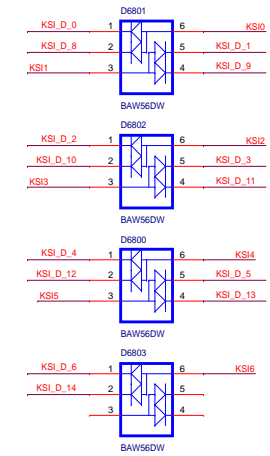 D6801
KSI_D_0 1 6 KSI0
KSI_D_8 2 5 KSI_D_1
KSI1 3 4 KSI_D_9
BAW56DW
D6802
KSI_D_2 1 6 KSI2
KSI_D_10 2 5 KSI_D_3
KSI3 3 4 KSI_D_11
BAW56DW
D6800
KSI_D_4 1 6 KSI4
KSI_D_12 2 5 KSI_D_5
KSI5 3 4 KSI_D_13
BAW56DW
D6803
KSI_D_6 1 6 KSI6
KSI_D_14 2 5
3 4
BAW56DW